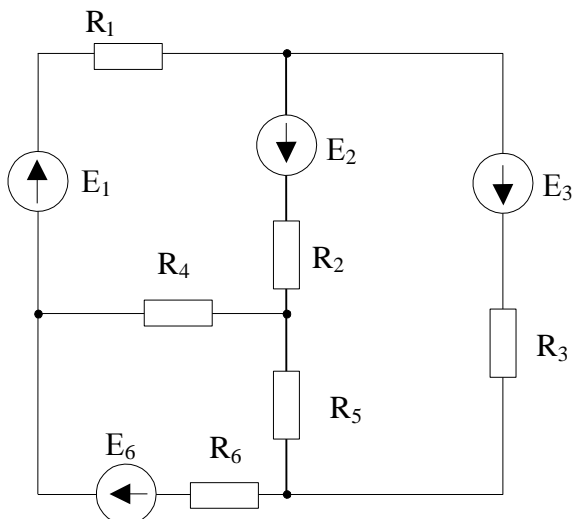 R₁
E₂
E₁
E₃
R₂
R₄
R₃
R₅
E₆
R₆